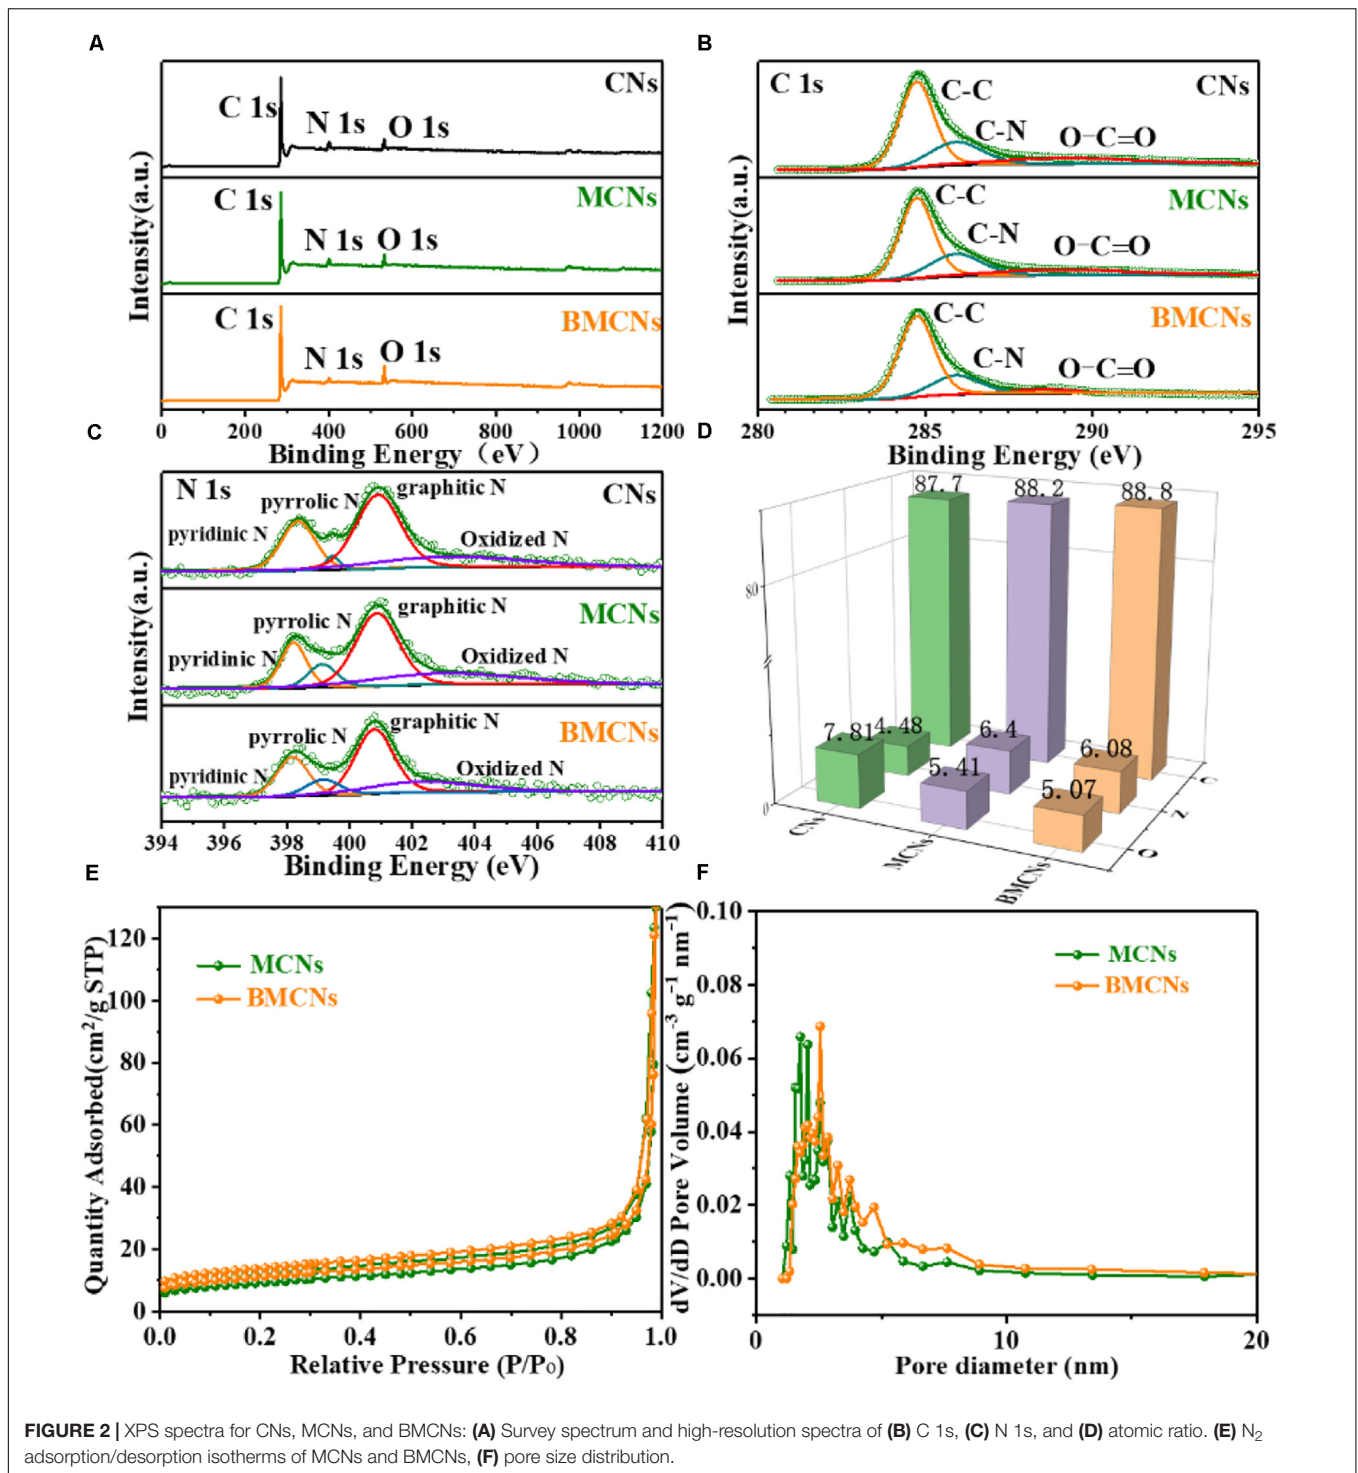 A
CNs
C 1s
N 1s
O 1s
MCNs
C 1s
N 1s
O 1s
BMCNs
C 1s
N 1s
O 1s
Intensity(a.u.)
0 200 400 600 800 1000 1200
Binding Energy (eV)
B
C 1s
CNs
C-C
C-N
O-C=O
MCNs
C-C
C-N
O-C=O
BMCNs
C-C
C-N
O-C=O
Intensity(a.u.)
280 285 290 295
Binding Energy (eV)
C
N 1s
CNs
pyridinic N
pyrrolic N
graphitic N
Oxidized N
MCNs
pyridinic N
pyrrolic N
graphitic N
Oxidized N
BMCNs
pyridinic N
pyrrolic N
graphitic N
Oxidized N
Intensity(a.u.)
394 396 398 400 402 404 406 408 410
Binding Energy (eV)
D
87.7
88.2
88.8
80
7.81
4.48
6.4
6.08
5.41
5.07
0
CNs
MCNs
BMCNs
C
N
O
E
MCNs
BMCNs
Quantity Adsorbed(cm²/g STP)
120
100
80
60
40
20
0
0.0 0.2 0.4 0.6 0.8 1.0
Relative Pressure (P/P₀)
F
MCNs
BMCNs
dV/dD Pore Volume (cm⁻³ g⁻¹ nm⁻¹)
0.10
0.08
0.06
0.04
0.02
0.00
0 10 20
Pore diameter (nm)
FIGURE 2 | XPS spectra for CNs, MCNs, and BMCNs: (A) Survey spectrum and high-resolution spectra of (B) C 1s, (C) N 1s, and (D) atomic ratio. (E) N₂
adsorption/desorption isotherms of MCNs and BMCNs, (F) pore size distribution.